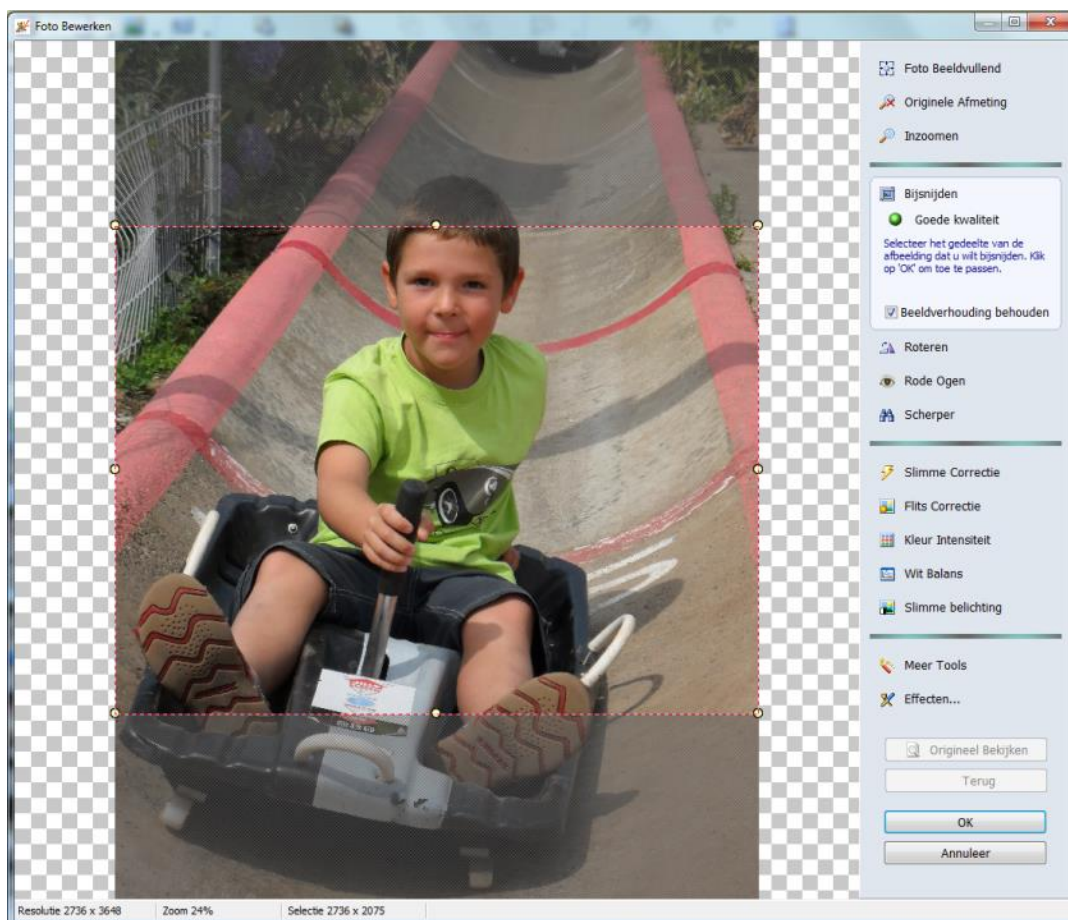 Foto Bewerken
Foto Beeldvullend
Originele Afmeting
Inzoomen
Bijsnijden
Goede kwaliteit
Selecteer het gedeelte van de
afbeelding dat u wilt bijsnijden. Klik
op 'OK' om toe te passen.
Beeldverhouding behouden
Roteren
Rode Ogen
Scherper
Slimme Correctie
Flits Correctie
Kleur Intensiteit
Wit Balans
Slimme belichting
Meer Tools
Effecten...
Origineel Bekijken
Terug
OK
Annuleer
Resolutie 2736 x 3648 Zoom 24% Selectie 2736 x 2075